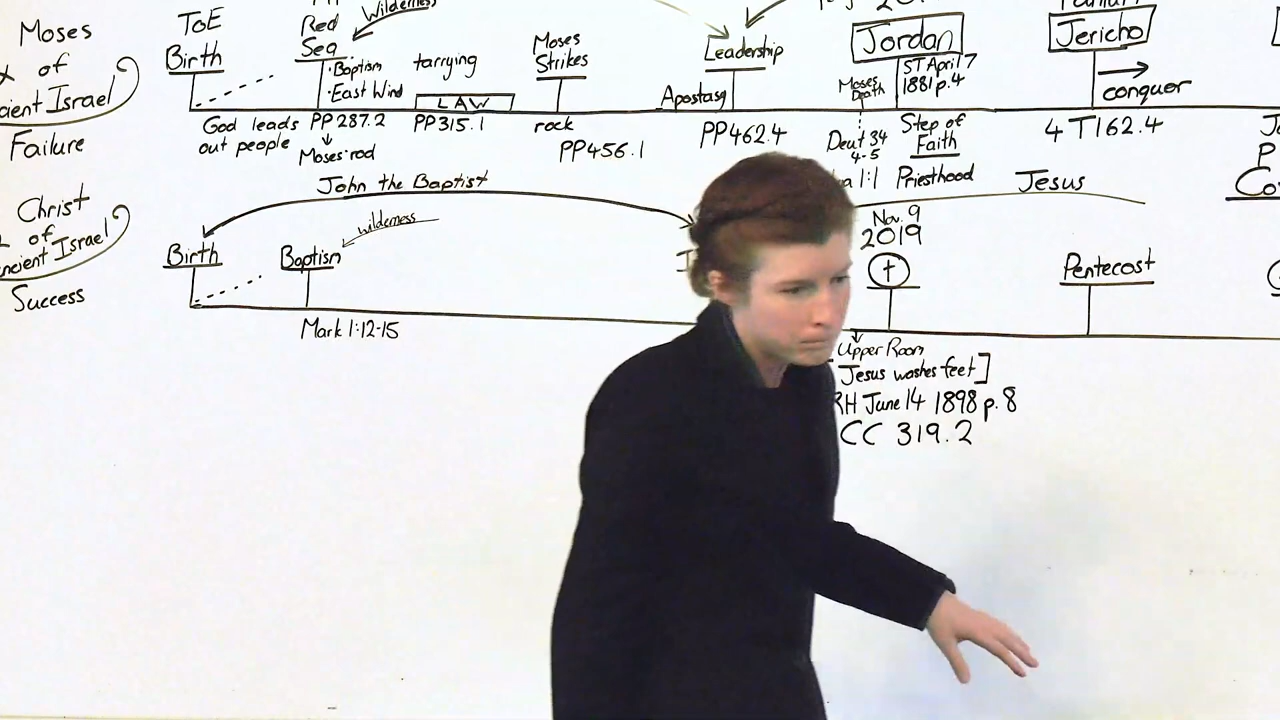 Moses
of
cient Israel
Failure
ToE
Birth
God leads
out people
Red
Sea
Wilderness
·Baptism
·East Wind
PP 287.2
Moses·rod
tarrying
LAW
PP 315.1
Moses
Strikes
rock
PP 456.1
Leadership
Apostasy
PP 462.4
Moses
Death
Deut 34
4-5
1:1
Jordan
ST April 7
1881 p.4
Step of
Faith
Priesthood
Jericho
conquer
4 T 162.4
Christ
of
ncient Israel
Success
John the Baptist
Jesus
Birth
Baptism
wilderness
Mark 1:12-15
Nov. 9
2019
Pentecost
Upper Room
Jesus washes feet]
RH June 14 1898 p. 8
CC 319.2